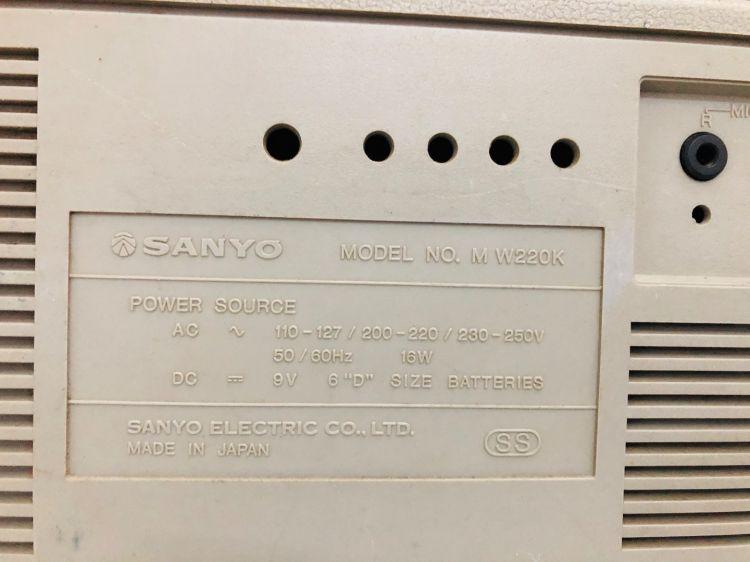 SANYO MODEL NO. M W220K
POWER SOURCE
AC ~ 110-127 / 200-220 / 230-250V
50 / 60Hz 16W
DC ⎓ 9V 6 "D" SIZE BATTERIES
SANYO ELECTRIC CO., LTD.
MADE IN JAPAN
SS
R